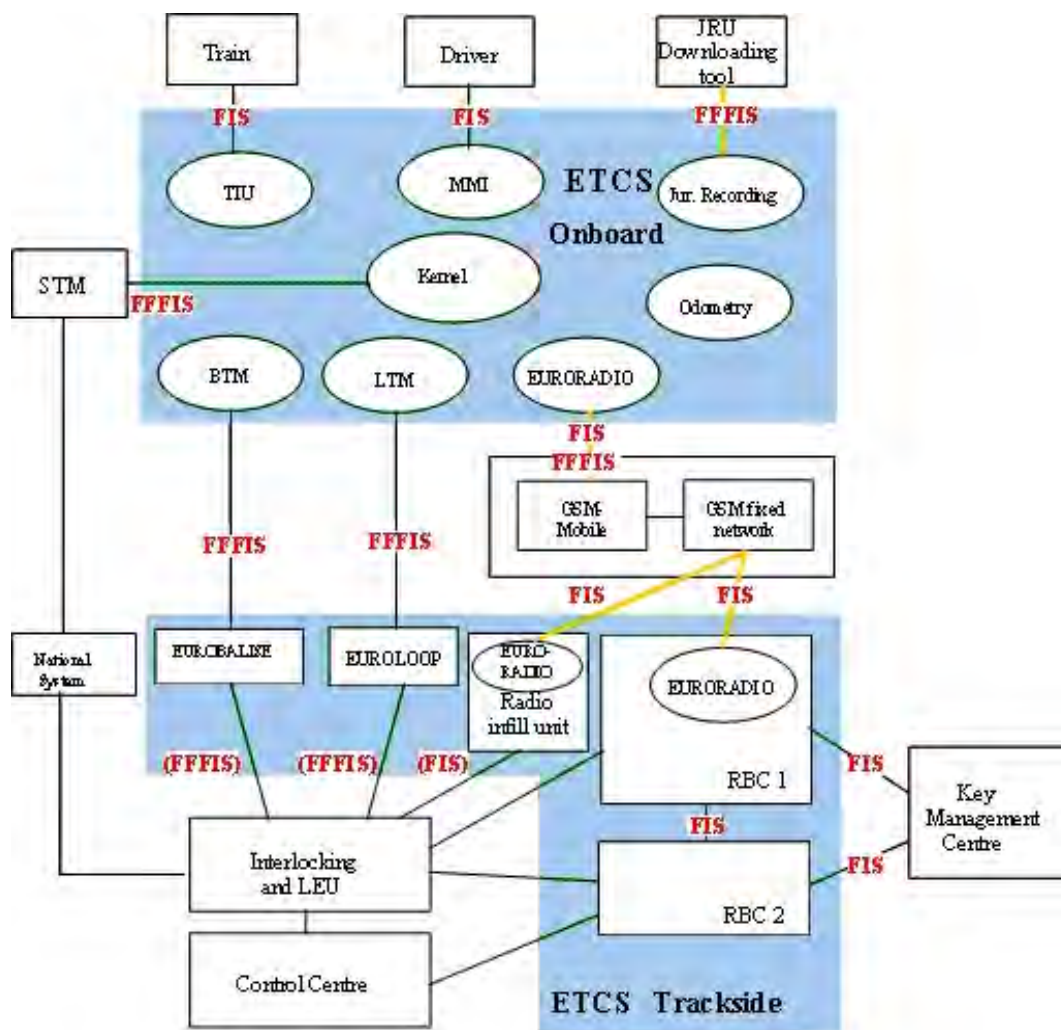 Train
Driver
JRU
Downloading
tool
FIS
FIS
FFFIS
TIU
MMI
ETCS
Jur. Recording
Onboard
STM
Kernel
FFFIS
Odometry
BTM
LTM
EURORADIO
FIS
FFFIS
GSM-
Mobile
GSM fixed
network
FFFIS
FFFIS
FIS
FIS
National
System
EUROBALISE
EUROLOOP
EURO-
RADIO
Radio
infill unit
EURORADIO
(FFFIS)
(FFFIS)
(FIS)
RBC 1
FIS
FIS
Key
Management
Centre
Interlocking
and LEU
FIS
RBC 2
Control Centre
ETCS Trackside